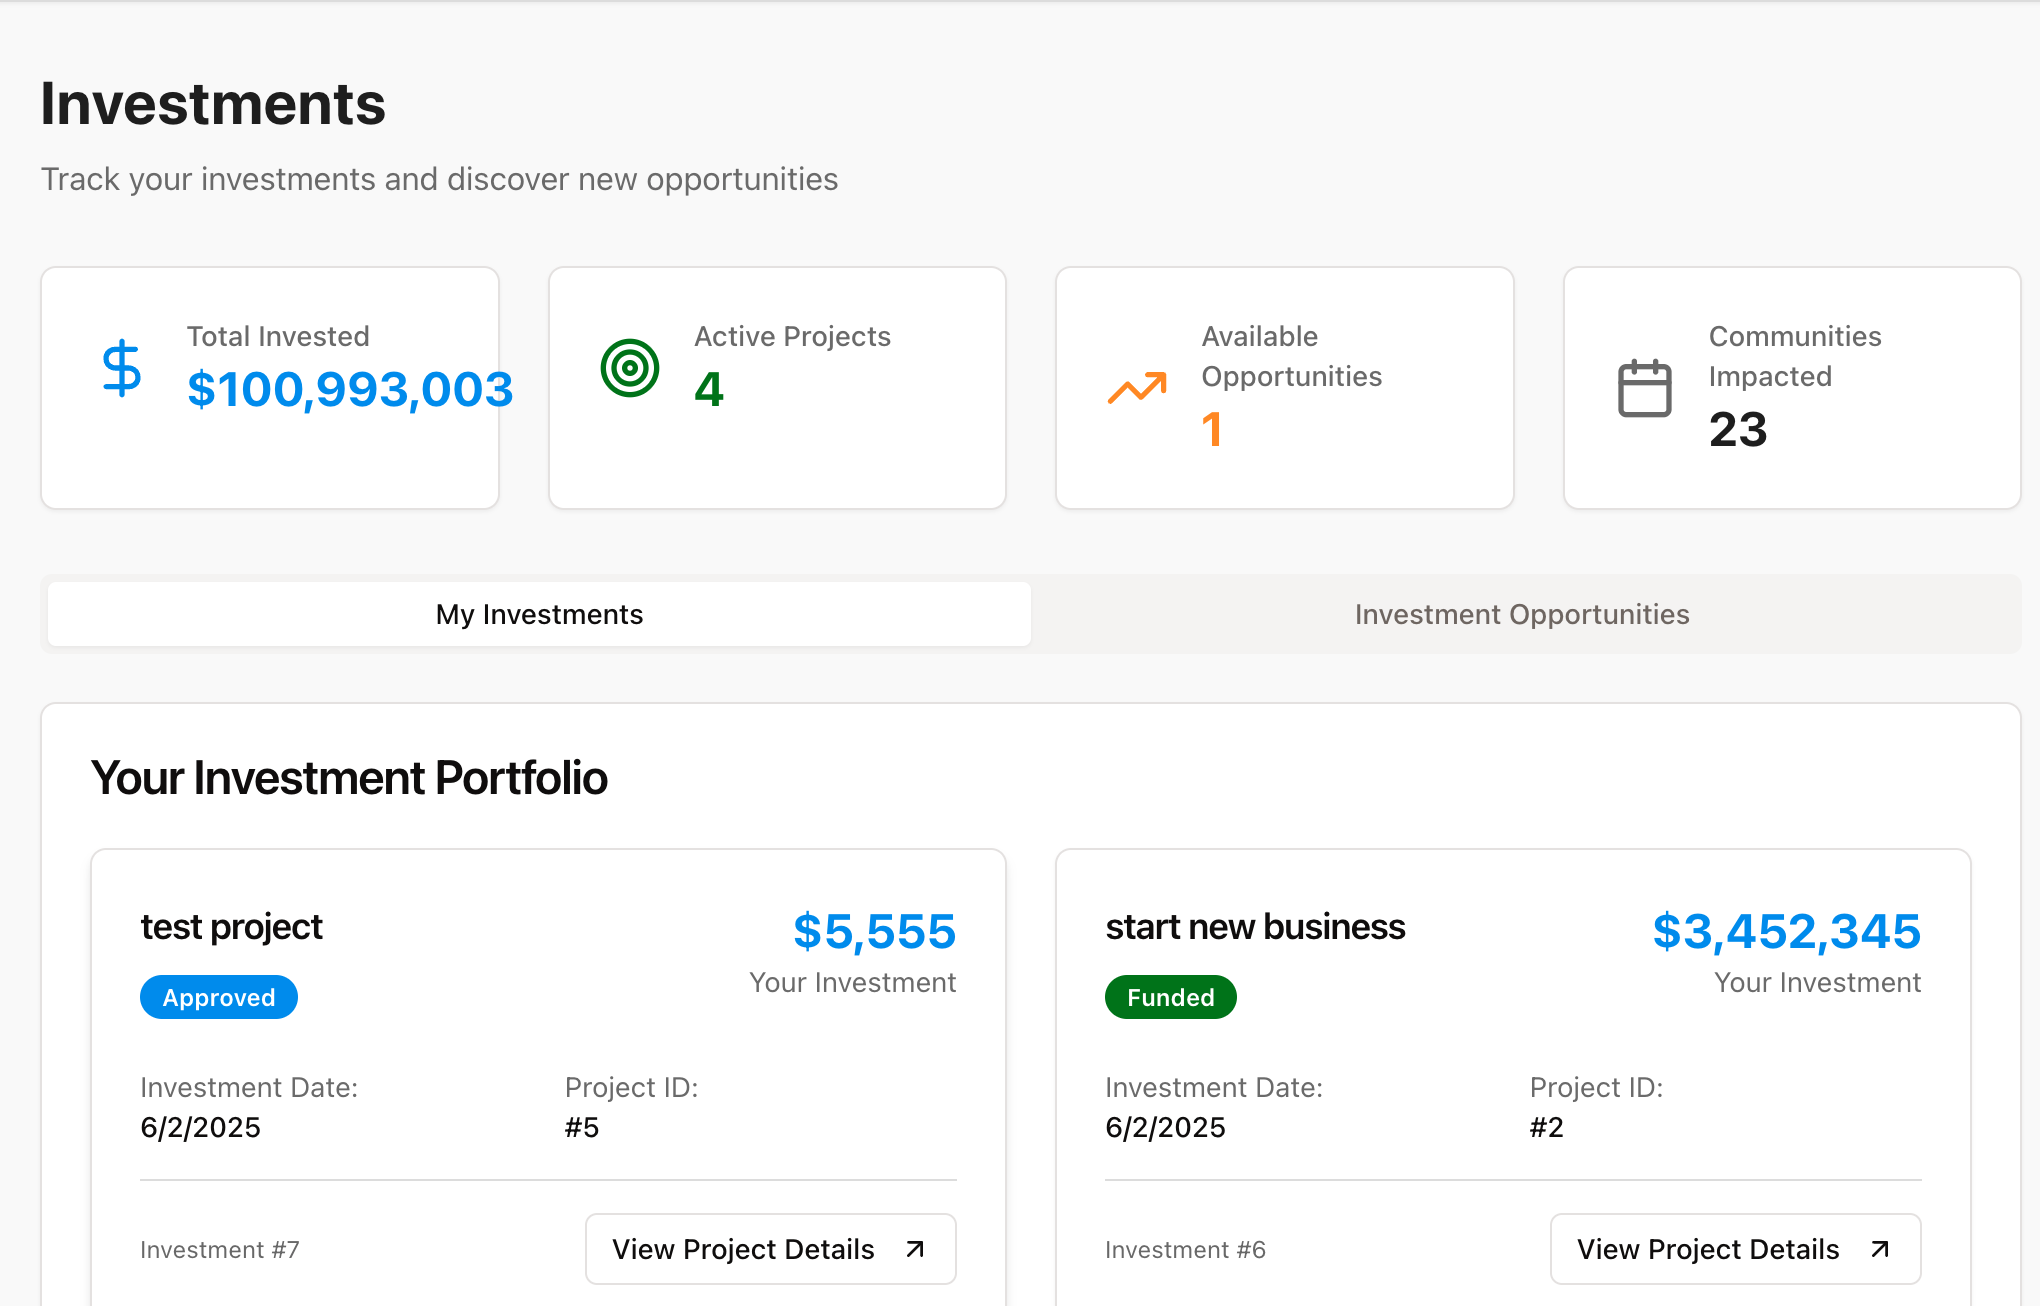 Investments
Track your investments and discover new opportunities
Total Invested
$100,993,003
Active Projects
4
Available
Opportunities
1
Communities
Impacted
23
My Investments
Investment Opportunities
Your Investment Portfolio
test project
$5,555
Approved
Your Investment
Investment Date:
6/2/2025
Project ID:
#5
Investment #7
View Project Details
start new business
$3,452,345
Funded
Your Investment
Investment Date:
6/2/2025
Project ID:
#2
Investment #6
View Project Details